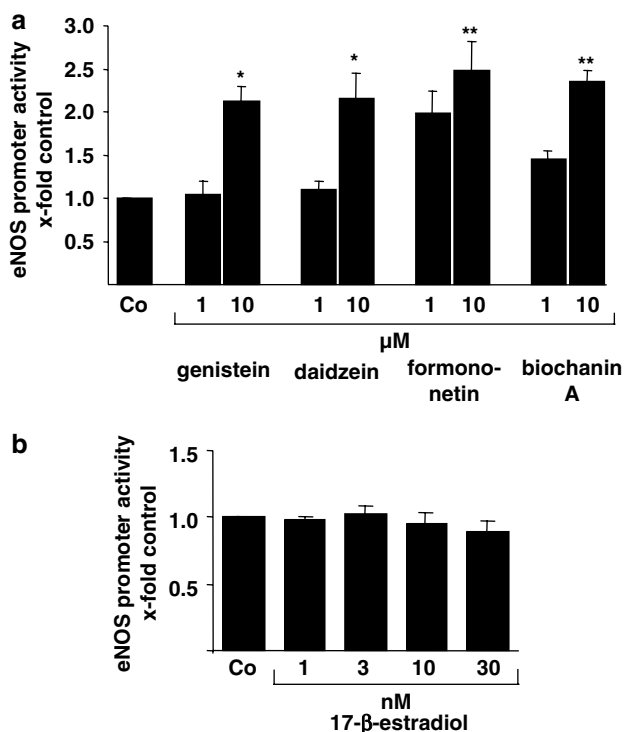 a
eNOS promoter activity
x-fold control
3.0
2.5
2.0
1.5
1.0
0.5
* * ** **
Co 1 10 1 10 1 10 1 10
µM
genistein daidzein formono- biochanin
netin A
b
eNOS promoter activity
x-fold control
1.5
1.0
0.5
Co 1 3 10 30
nM
17-β-estradiol